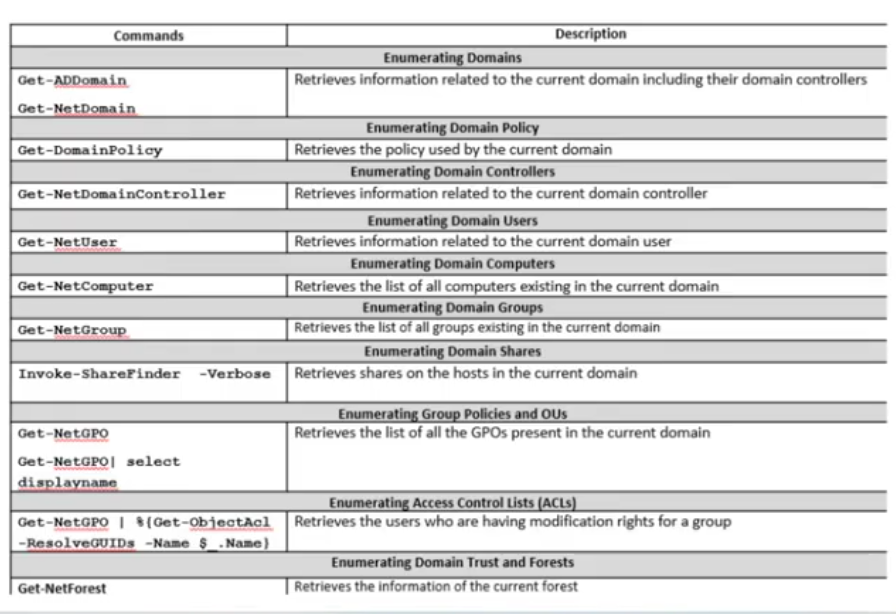 Commands Description
Enumerating Domains
Get-ADDomain Retrieves information related to the current domain including their domain controllers
Get-NetDomain
Enumerating Domain Policy
Get-DomainPolicy Retrieves the policy used by the current domain
Enumerating Domain Controllers
Get-NetDomainController Retrieves information related to the current domain controller
Enumerating Domain Users
Get-NetUser Retrieves information related to the current domain user
Enumerating Domain Computers
Get-NetComputer Retrieves the list of all computers existing in the current domain
Enumerating Domain Groups
Get-NetGroup Retrieves the list of all groups existing in the current domain
Enumerating Domain Shares
Invoke-ShareFinder -Verbose Retrieves shares on the hosts in the current domain
Enumerating Group Policies and OUs
Get-NetGPO Retrieves the list of all the GPOs present in the current domain
Get-NetGPO| select
displayname
Enumerating Access Control Lists (ACLs)
Get-NetGPO | %{Get-ObjectAcl Retrieves the users who are having modification rights for a group
-ResolveGUIDs -Name $_.Name}
Enumerating Domain Trust and Forests
Get-NetForest Retrieves the information of the current forest